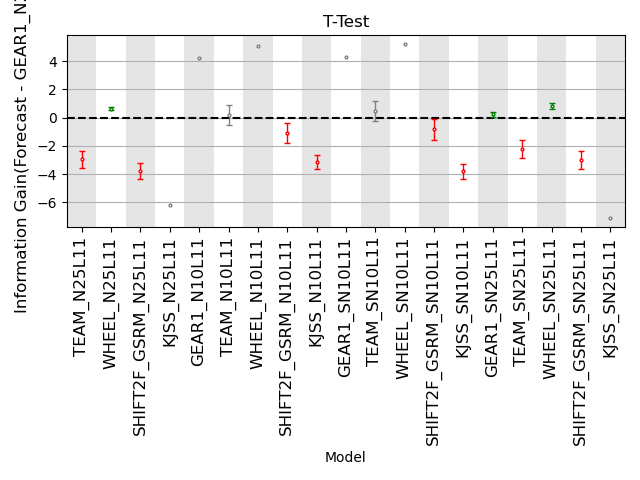 T-Test
Information Gain(Forecast - GEAR1_N
4
2
0
−2
−4
−6
TEAM_N25L11
WHEEL_N25L11
SHIFT2F_GSRM_N25L11
KJSS_N25L11
GEAR1_N10L11
TEAM_N10L11
WHEEL_N10L11
SHIFT2F_GSRM_N10L11
KJSS_N10L11
GEAR1_SN10L11
TEAM_SN10L11
WHEEL_SN10L11
SHIFT2F_GSRM_SN10L11
KJSS_SN10L11
GEAR1_SN25L11
TEAM_SN25L11
WHEEL_SN25L11
SHIFT2F_GSRM_SN25L11
KJSS_SN25L11
Model